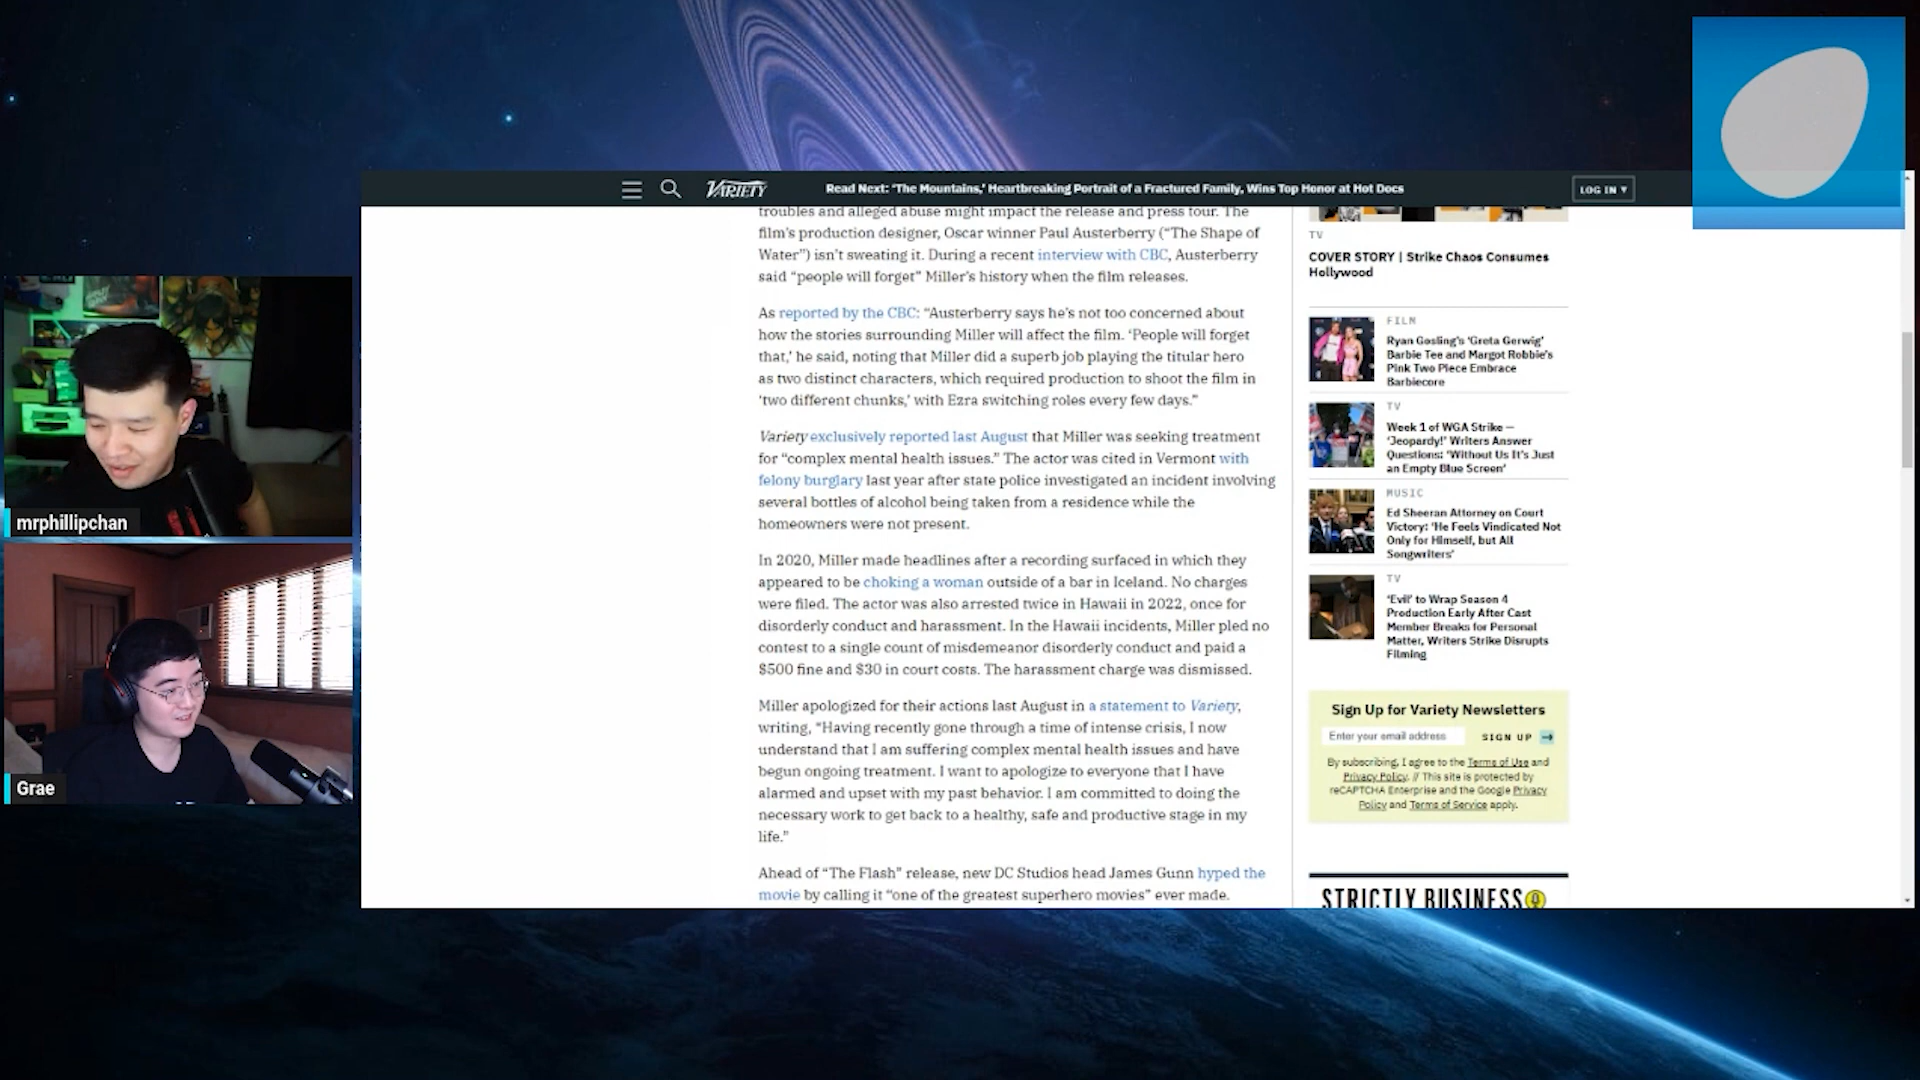 VARIETY
Read Next: 'The Mountains,' Heartbreaking Portrait of a Fractured Family, Wins Top Honor at Hot Docs
LOG IN ▾
troubles and alleged abuse might impact the release and press tour. The
film's production designer, Oscar winner Paul Austerberry (“The Shape of
Water”) isn't sweating it. During a recent interview with CBC, Austerberry
said “people will forget” Miller's history when the film releases.
As reported by the CBC: “Austerberry says he's not too concerned about
how the stories surrounding Miller will affect the film. ‘People will forget
that,’ he said, noting that Miller did a superb job playing the titular hero
as two distinct characters, which required production to shoot the film in
‘two different chunks,’ with Ezra switching roles every few days.”
Variety exclusively reported last August that Miller was seeking treatment
for “complex mental health issues.” The actor was cited in Vermont with
felony burglary last year after state police investigated an incident involving
several bottles of alcohol being taken from a residence while the
homeowners were not present.
In 2020, Miller made headlines after a recording surfaced in which they
appeared to be choking a woman outside of a bar in Iceland. No charges
were filed. The actor was also arrested twice in Hawaii in 2022, once for
disorderly conduct and harassment. In the Hawaii incidents, Miller pled no
contest to a single count of misdemeanor disorderly conduct and paid a
$500 fine and $30 in court costs. The harassment charge was dismissed.
Miller apologized for their actions last August in a statement to Variety,
writing, “Having recently gone through a time of intense crisis, I now
understand that I am suffering complex mental health issues and have
begun ongoing treatment. I want to apologize to everyone that I have
alarmed and upset with my past behavior. I am committed to doing the
necessary work to get back to a healthy, safe and productive stage in my
life.”
Ahead of “The Flash” release, new DC Studios head James Gunn hyped the
movie by calling it “one of the greatest superhero movies” ever made.
TV
COVER STORY | Strike Chaos Consumes
Hollywood
FILM
Ryan Gosling's ‘Greta Gerwig’
Barbie Tee and Margot Robbie's
Pink Two Piece Embrace
Barbiecore
TV
Week 1 of WGA Strike —
‘Jeopardy!’ Writers Answer
Questions: ‘Without Us It's Just
an Empty Blue Screen’
MUSIC
Ed Sheeran Attorney on Court
Victory: ‘He Feels Vindicated Not
Only for Himself, but All
Songwriters’
TV
‘Evil’ to Wrap Season 4
Production Early After Cast
Member Breaks for Personal
Matter, Writers Strike Disrupts
Filming
Sign Up for Variety Newsletters
Enter your email address
SIGN UP →
By subscribing, I agree to the Terms of Use and
Privacy Policy. // This site is protected by
reCAPTCHA Enterprise and the Google Privacy
Policy and Terms of Service apply.
STRICTLY BUSINESS
mrphillipchan
Grae